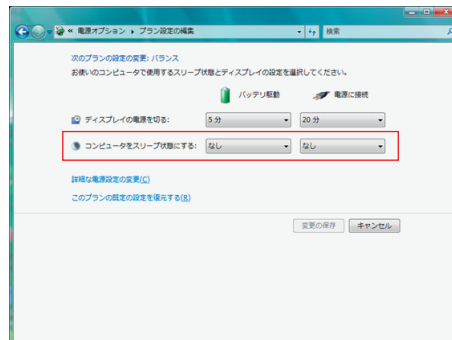 « 電源オプション ▸ プラン設定の編集
検索
次のプランの設定の変更: バランス
お使いのコンピュータで使用するスリープ状態とディスプレイの設定を選択してください。
バッテリ駆動 電源に接続
ディスプレイの電源を切る: 5 分 20 分
コンピュータをスリープ状態にする: なし なし
詳細な電源設定の変更(C)
このプランの既定の設定を復元する(R)
変更の保存 キャンセル